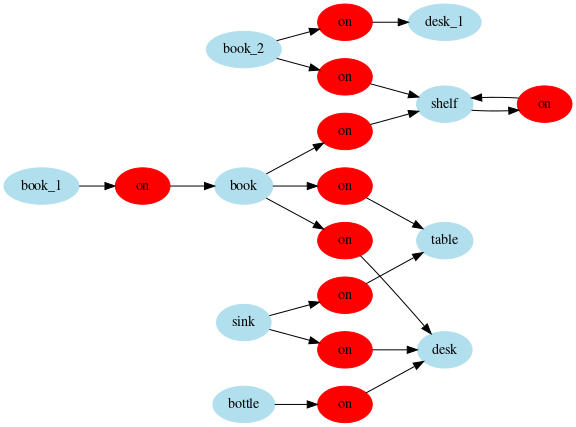 on
desk_1
book_2
on
shelf
on
on
book_1
on
book
on
on
table
on
sink
on
desk
bottle
on